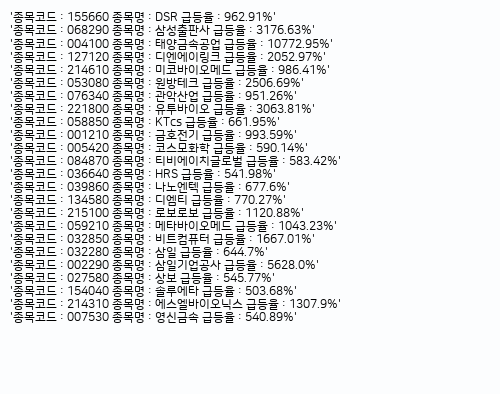 '종목코드 : 155660 종목명 : DSR 급등율 : 962.91%'
'종목코드 : 068290 종목명 : 삼성출판사 급등율 : 3176.63%'
'종목코드 : 004100 종목명 : 태양금속공업 급등율 : 10772.95%'
'종목코드 : 127120 종목명 : 디엔에이링크 급등율 : 2052.97%'
'종목코드 : 214610 종목명 : 미코바이오메드 급등율 : 986.41%'
'종목코드 : 053080 종목명 : 원방테크 급등율 : 2506.69%'
'종목코드 : 076340 종목명 : 관악산업 급등율 : 951.26%'
'종목코드 : 221800 종목명 : 유투바이오 급등율 : 3063.81%'
'종목코드 : 058850 종목명 : KTcs 급등율 : 661.95%'
'종목코드 : 001210 종목명 : 금호전기 급등율 : 993.59%'
'종목코드 : 005420 종목명 : 코스모화학 급등율 : 590.14%'
'종목코드 : 084870 종목명 : 티비에이치글로벌 급등율 : 583.42%'
'종목코드 : 036640 종목명 : HRS 급등율 : 541.98%'
'종목코드 : 039860 종목명 : 나노엔텍 급등율 : 677.6%'
'종목코드 : 134580 종목명 : 디엠티 급등율 : 770.27%'
'종목코드 : 215100 종목명 : 로보로보 급등율 : 1120.88%'
'종목코드 : 059210 종목명 : 메타바이오메드 급등율 : 1043.23%'
'종목코드 : 032850 종목명 : 비트컴퓨터 급등율 : 1667.01%'
'종목코드 : 032280 종목명 : 삼일 급등율 : 644.7%'
'종목코드 : 002290 종목명 : 삼일기업공사 급등율 : 5628.0%'
'종목코드 : 027580 종목명 : 상보 급등율 : 545.77%'
'종목코드 : 154040 종목명 : 솔루에타 급등율 : 503.68%'
'종목코드 : 214310 종목명 : 에스엘바이오닉스 급등율 : 1307.9%'
'종목코드 : 007530 종목명 : 영신금속 급등율 : 540.89%'